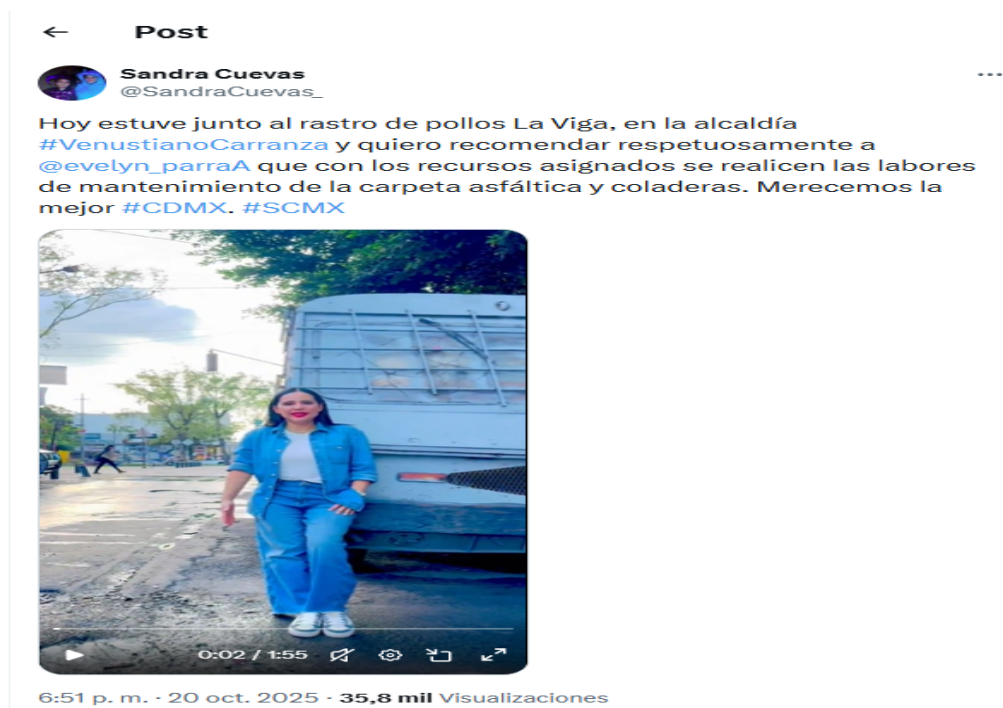 Post
Sandra Cuevas
@SandraCuevas_
Hoy estuve junto al rastro de pollos La Viga, en la alcaldía
#VenustianoCarranza y quiero recomendar respetuosamente a
@evelyn_parraA que con los recursos asignados se realicen las labores
de mantenimiento de la carpeta asfáltica y coladeras. Merecemos la
mejor #CDMX. #SCMX
0:02 / 1:55
6:51 p. m. · 20 oct. 2025 · 35,8 mil Visualizaciones